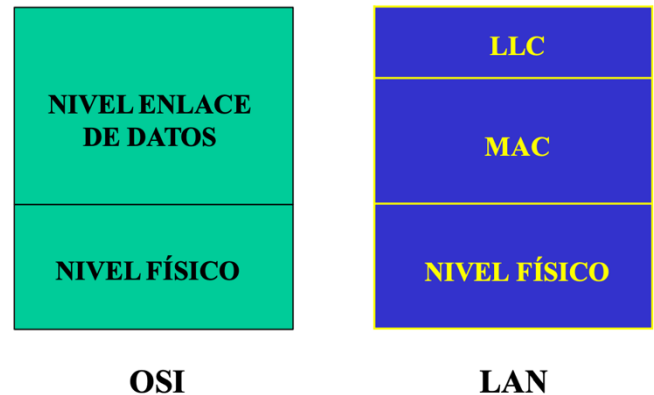 NIVEL ENLACE
DE DATOS
NIVEL FÍSICO
OSI
LLC
MAC
NIVEL FÍSICO
LAN